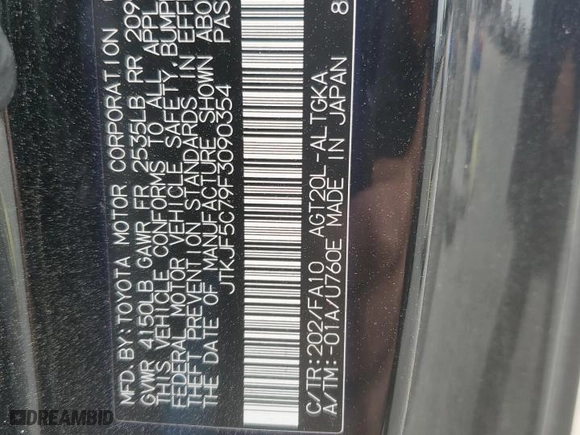 MFD. BY: TOYOTA MOTOR CORPORATION
GVWR 4150LB GAWR FR 2535LB RR 209
THIS VEHICLE CONFORMS TO ALL APPL
FEDERAL MOTOR VEHICLE SAFETY, BUMP
THEFT PREVENTION STANDARDS IN EFF
THE DATE OF MANUFACTURE SHOWN ABO
JTKJF5C79F3090354 PAS
C/TR:202/FA10 AGT20L-ALTGKA 8
A/TM:-01A/U760E MADE IN JAPAN
DREAMBID